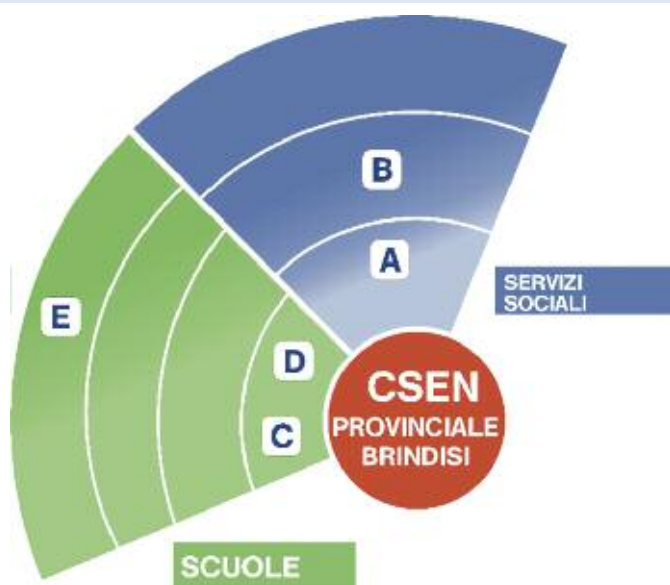 B
A
SERVIZI
SOCIALI
E
D
C
CSEN
PROVINCIALE
BRINDISI
SCUOLE